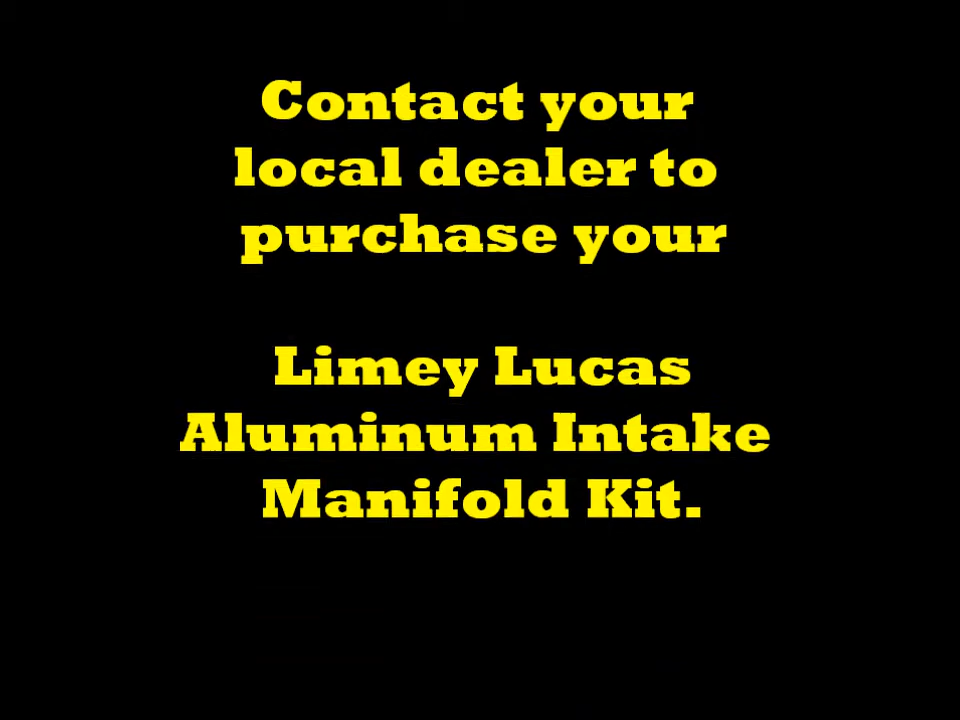 Contact your
local dealer to
purchase your
Limey Lucas
Aluminum Intake
Manifold Kit.